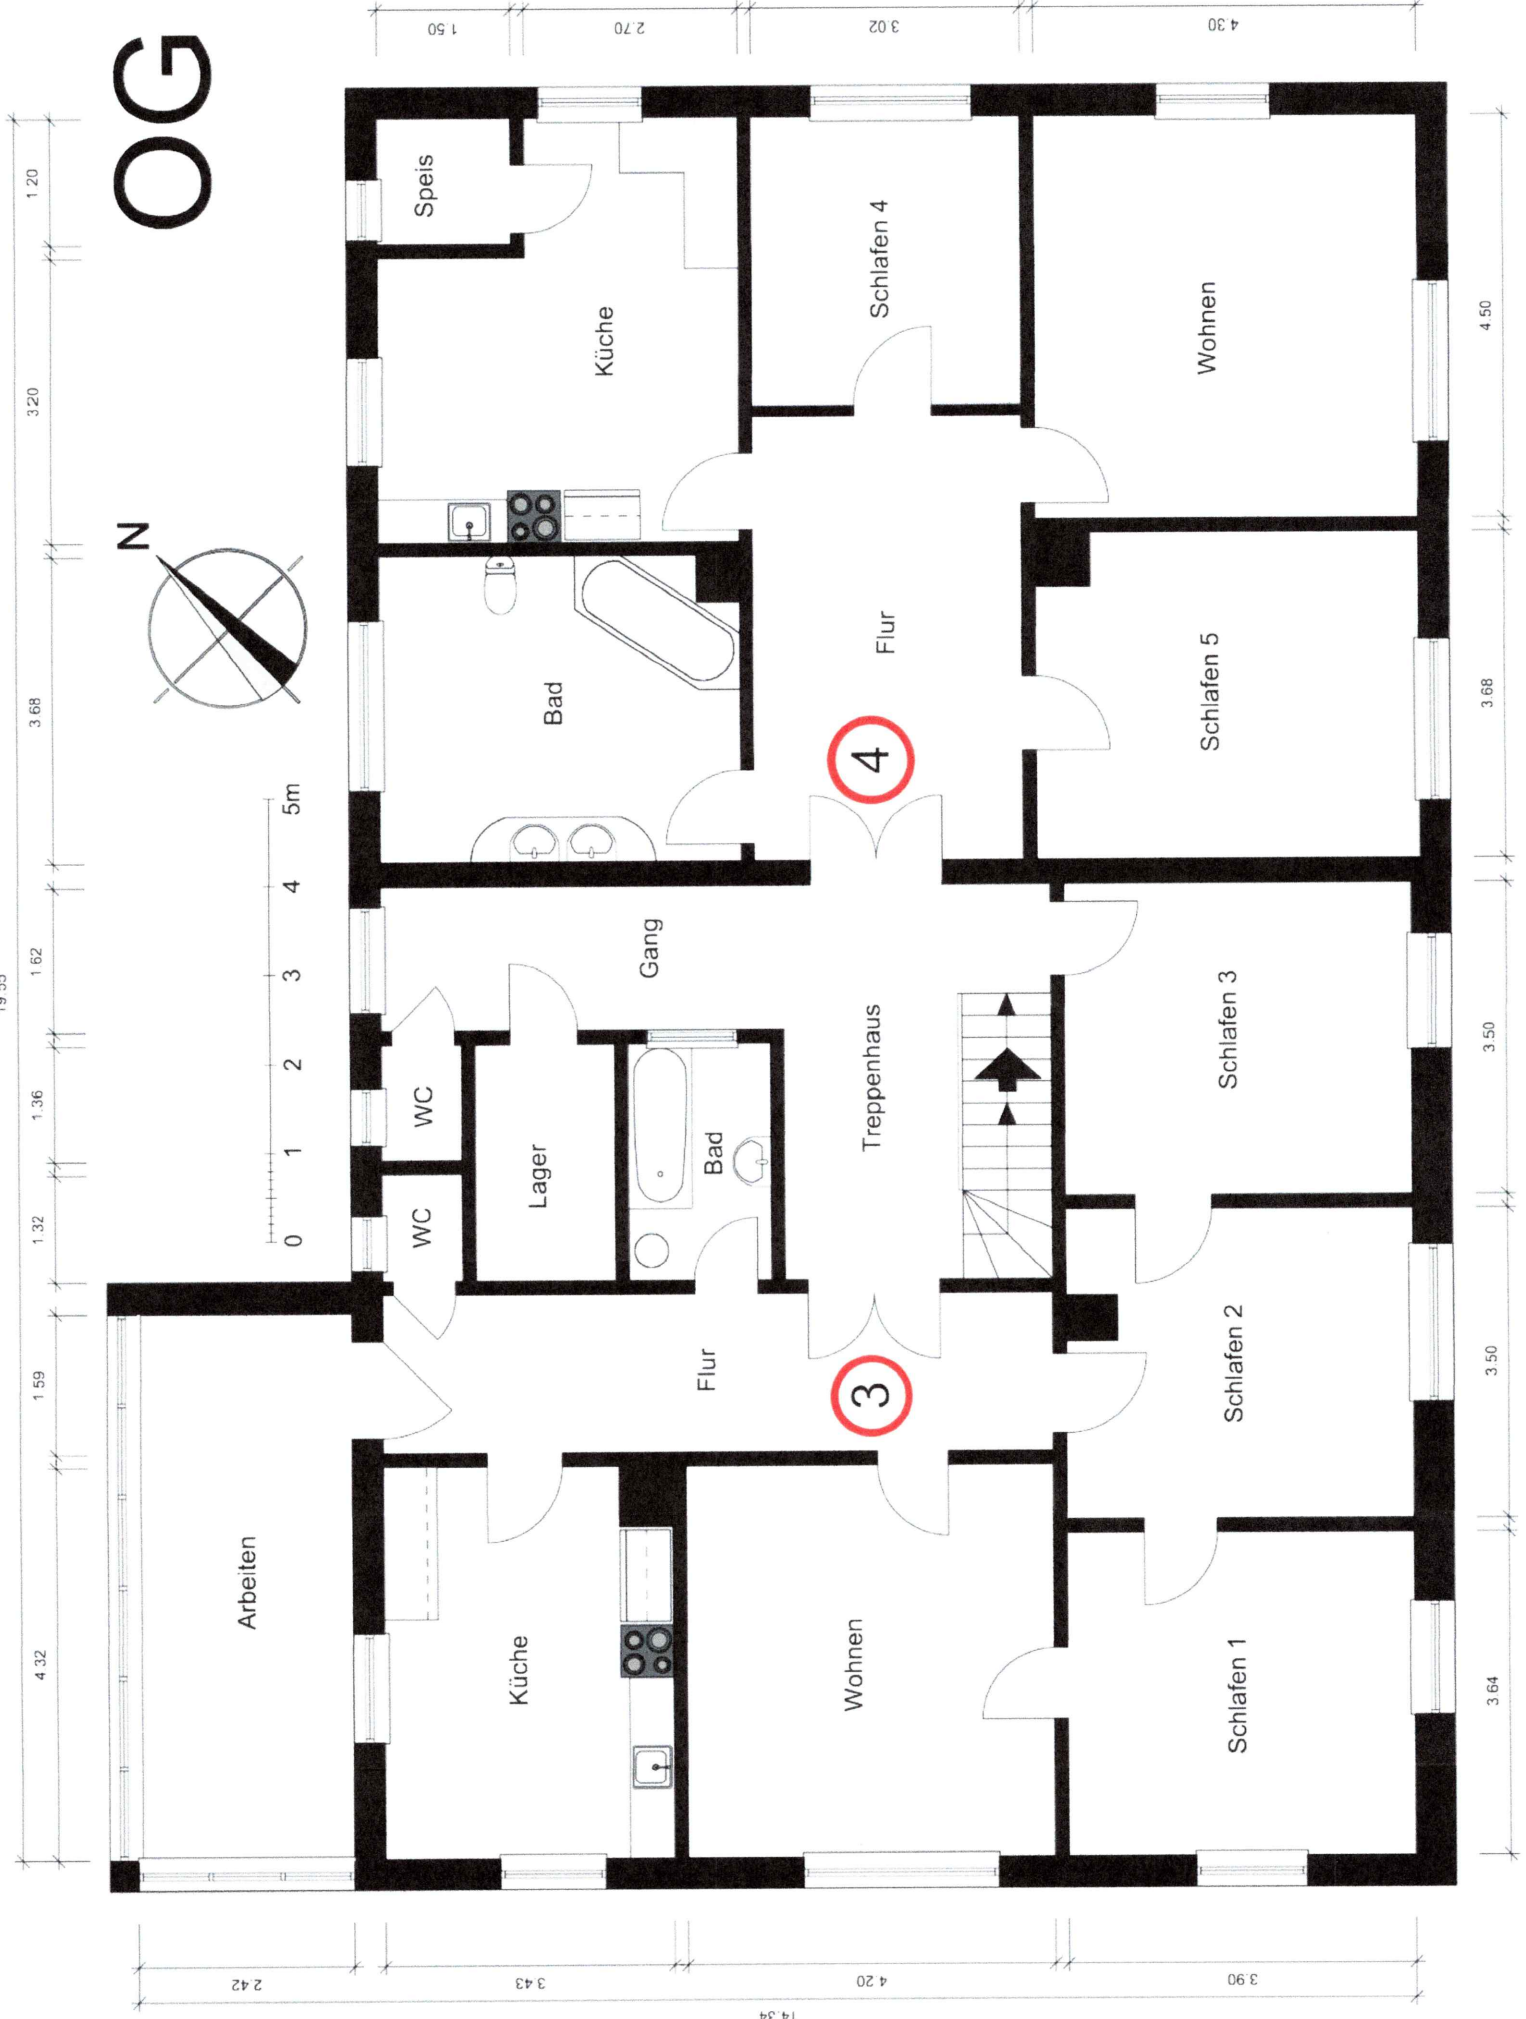 OG
N
19.55
1.20
3.20
3.68
1.62
1.36
1.32
1.59
4.32
1.50
2.70
3.02
4.30
4.50
3.68
3.50
3.50
3.64
2.42
3.43
4.20
3.90
14.34
0 1 2 3 4 5m
Speis
Küche
Schlafen 4
Wohnen
Bad
Flur
4
Schlafen 5
Gang
WC
WC
Lager
Bad
Treppenhaus
Schlafen 3
Arbeiten
Flur
3
Schlafen 2
Küche
Wohnen
Schlafen 1